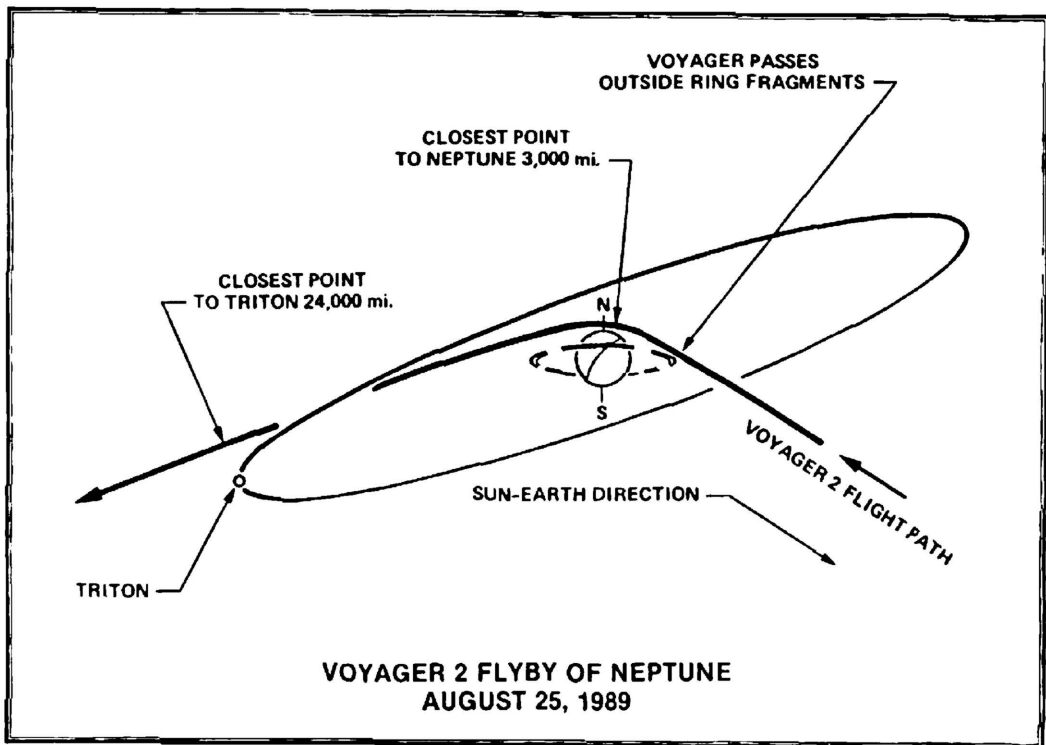 VOYAGER PASSES
OUTSIDE RING FRAGMENTS
CLOSEST POINT
TO NEPTUNE 3,000 mi.
CLOSEST POINT
TO TRITON 24,000 mi.
N
S
VOYAGER 2 FLIGHT PATH
SUN-EARTH DIRECTION
TRITON
VOYAGER 2 FLYBY OF NEPTUNE
AUGUST 25, 1989